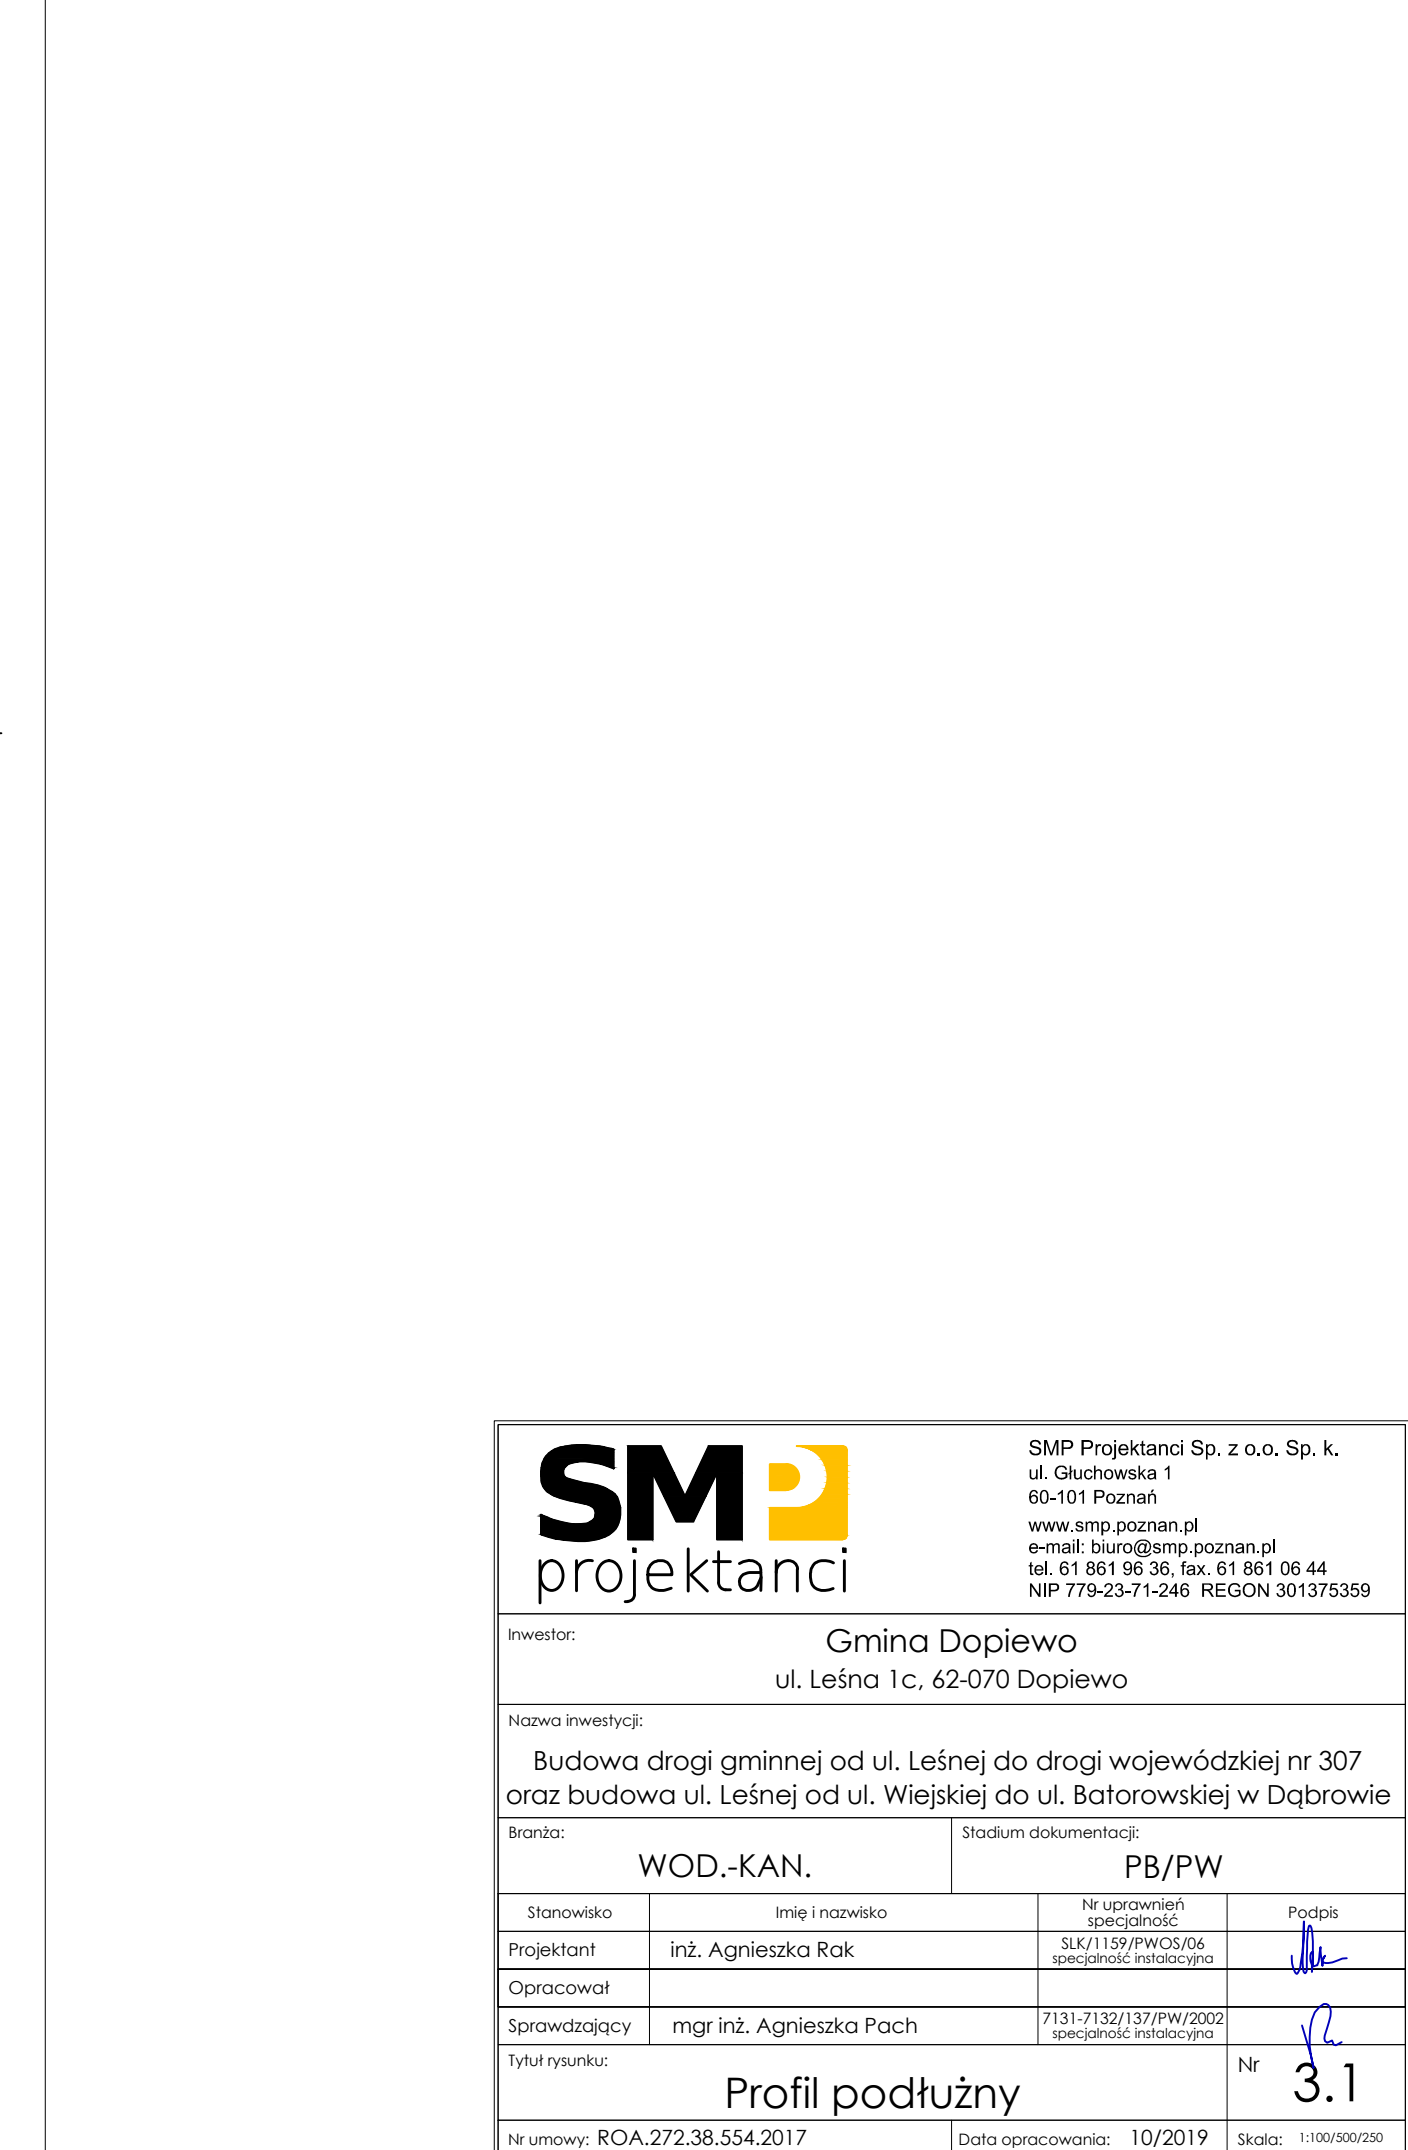 SMP
projektanci
SMP Projektanci Sp. z o.o. Sp. k.
ul. Głuchowska 1
60-101 Poznań
www.smp.poznan.pl
e-mail: biuro@smp.poznan.pl
tel. 61 861 96 36, fax. 61 861 06 44
NIP 779-23-71-246 REGON 301375359
Inwestor:
Gmina Dopiewo
ul. Leśna 1c, 62-070 Dopiewo
Nazwa inwestycji:
Budowa drogi gminnej od ul. Leśnej do drogi wojewódzkiej nr 307
oraz budowa ul. Leśnej od ul. Wiejskiej do ul. Batorowskiej w Dąbrowie
Branża:
WOD.-KAN.
Stadium dokumentacji:
PB/PW
Stanowisko
Imię i nazwisko
Nr uprawnień
specjalność
Podpis
Projektant
inż. Agnieszka Rak
SLK/1159/PWOS/06
specjalność instalacyjna
Opracował
Sprawdzający
mgr inż. Agnieszka Pach
7131-7132/137/PW/2002
specjalność instalacyjna
Tytuł rysunku:
Profil podłużny
Nr
3.1
Nr umowy: ROA.272.38.554.2017
Data opracowania: 10/2019
Skala: 1:100/500/250